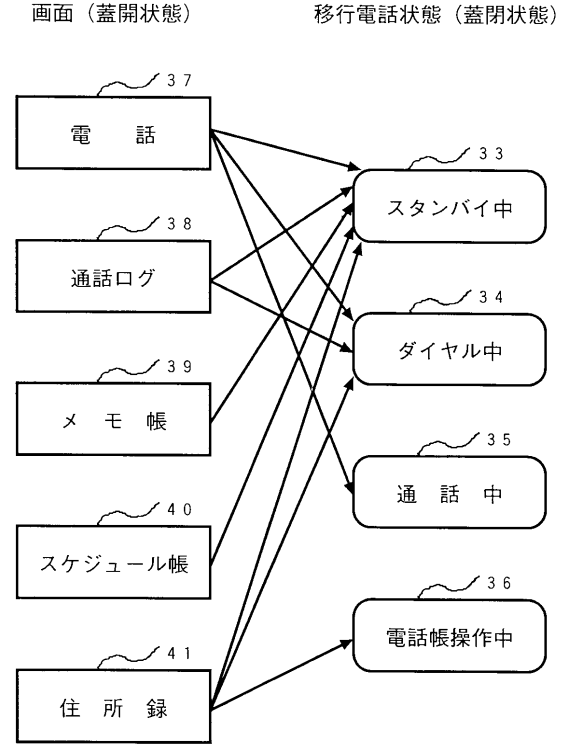 画面（蓋開状態）
移行電話状態（蓋閉状態）
37
電 話
38
通話ログ
39
メ モ 帳
40
スケジュール帳
41
住 所 録
33
スタンバイ中
34
ダイヤル中
35
通 話 中
36
電話帳操作中